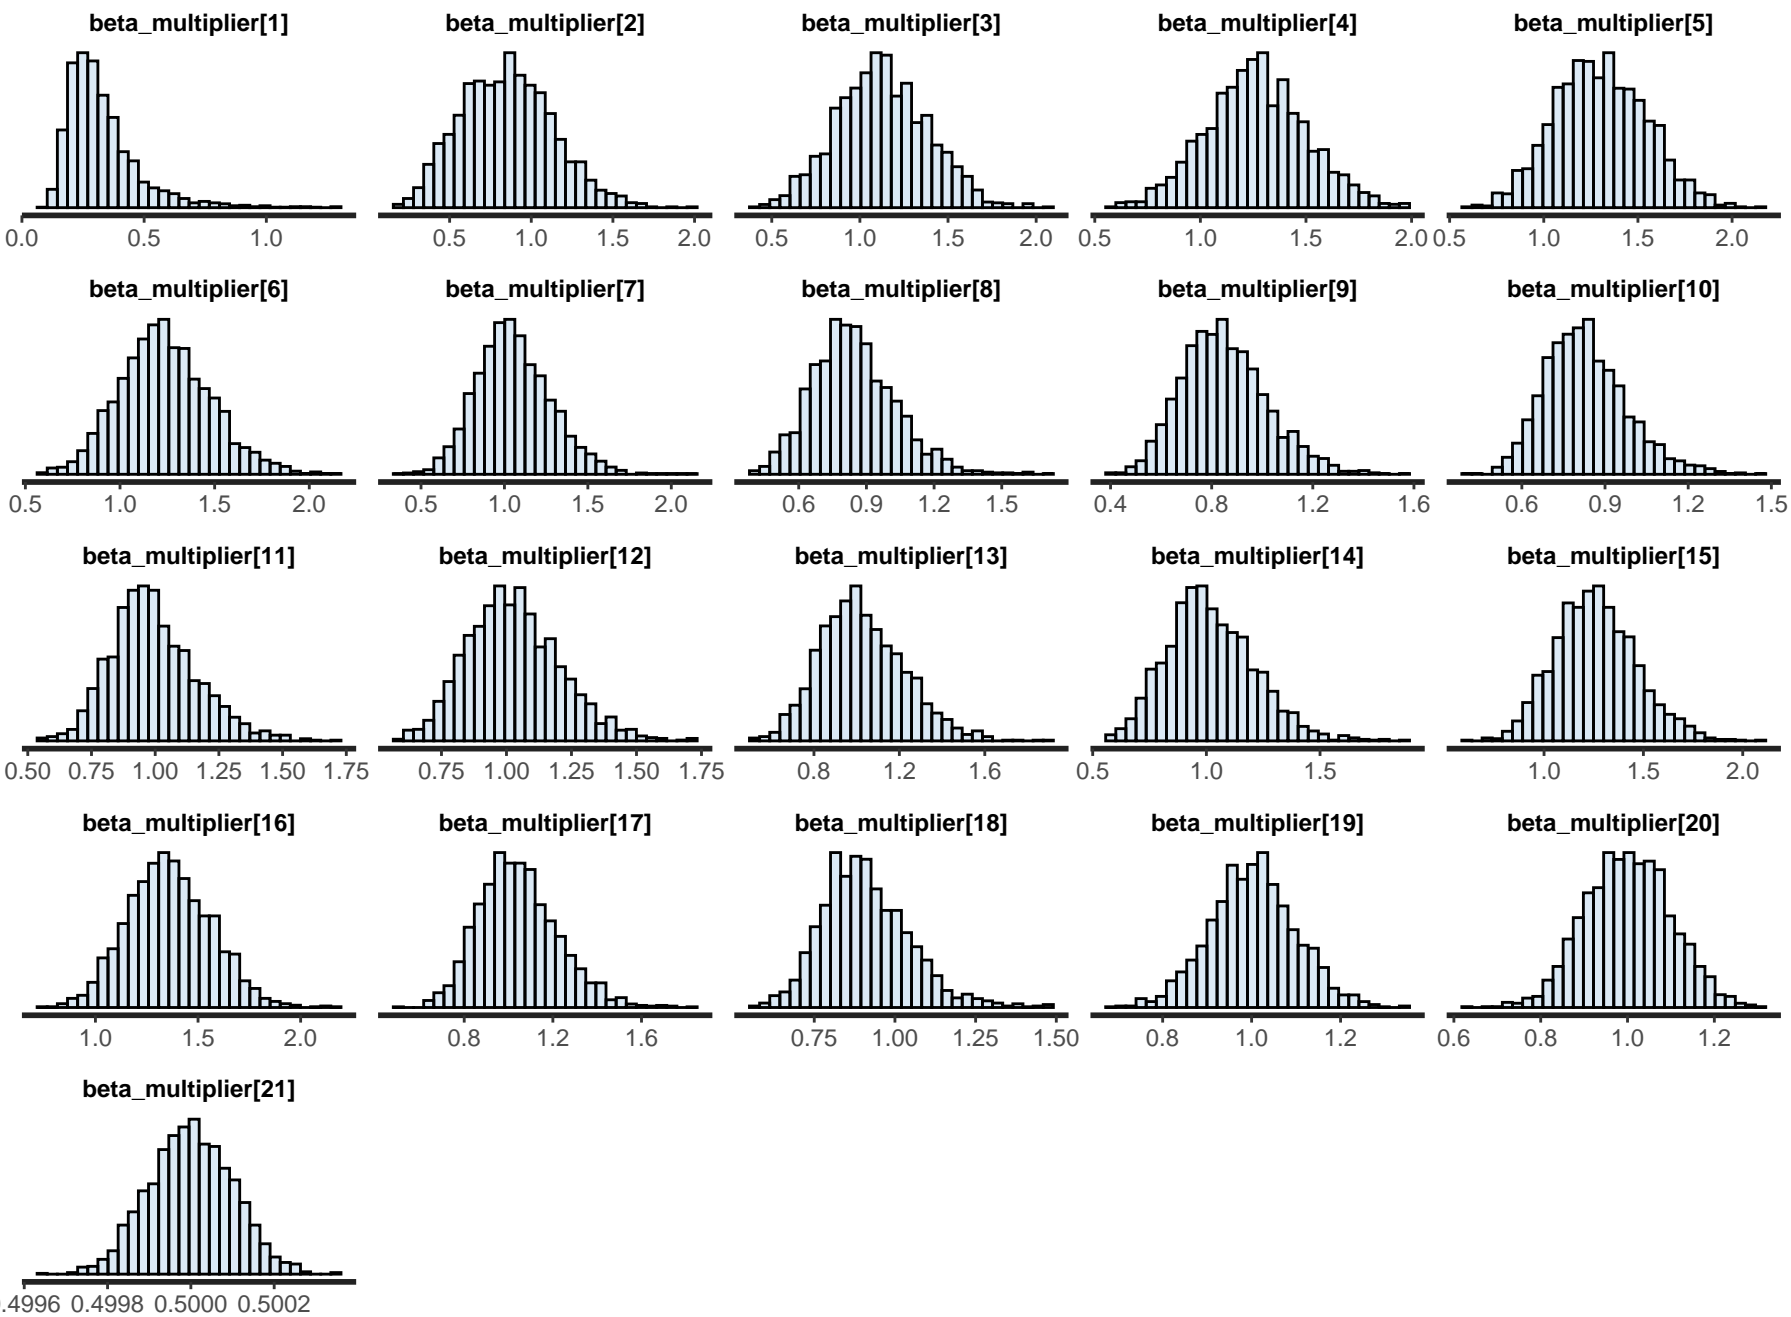 beta_multiplier[1] beta_multiplier[2] beta_multiplier[3] beta_multiplier[4] beta_multiplier[5]
0.0 0.5 1.0 0.5 1.0 1.5 2.0 0.5 1.0 1.5 2.0 0.5 1.0 1.5 2.0 0.5 1.0 1.5 2.0
beta_multiplier[6] beta_multiplier[7] beta_multiplier[8] beta_multiplier[9] beta_multiplier[10]
0.5 1.0 1.5 2.0 0.5 1.0 1.5 2.0 0.6 0.9 1.2 1.5 0.4 0.8 1.2 1.6 0.6 0.9 1.2 1.5
beta_multiplier[11] beta_multiplier[12] beta_multiplier[13] beta_multiplier[14] beta_multiplier[15]
0.50 0.75 1.00 1.25 1.50 1.75 0.75 1.00 1.25 1.50 1.75 0.8 1.2 1.6 0.5 1.0 1.5 1.0 1.5 2.0
beta_multiplier[16] beta_multiplier[17] beta_multiplier[18] beta_multiplier[19] beta_multiplier[20]
1.0 1.5 2.0 0.8 1.2 1.6 0.75 1.00 1.25 1.50 0.8 1.0 1.2 0.6 0.8 1.0 1.2
beta_multiplier[21]
.4996 0.4998 0.5000 0.5002